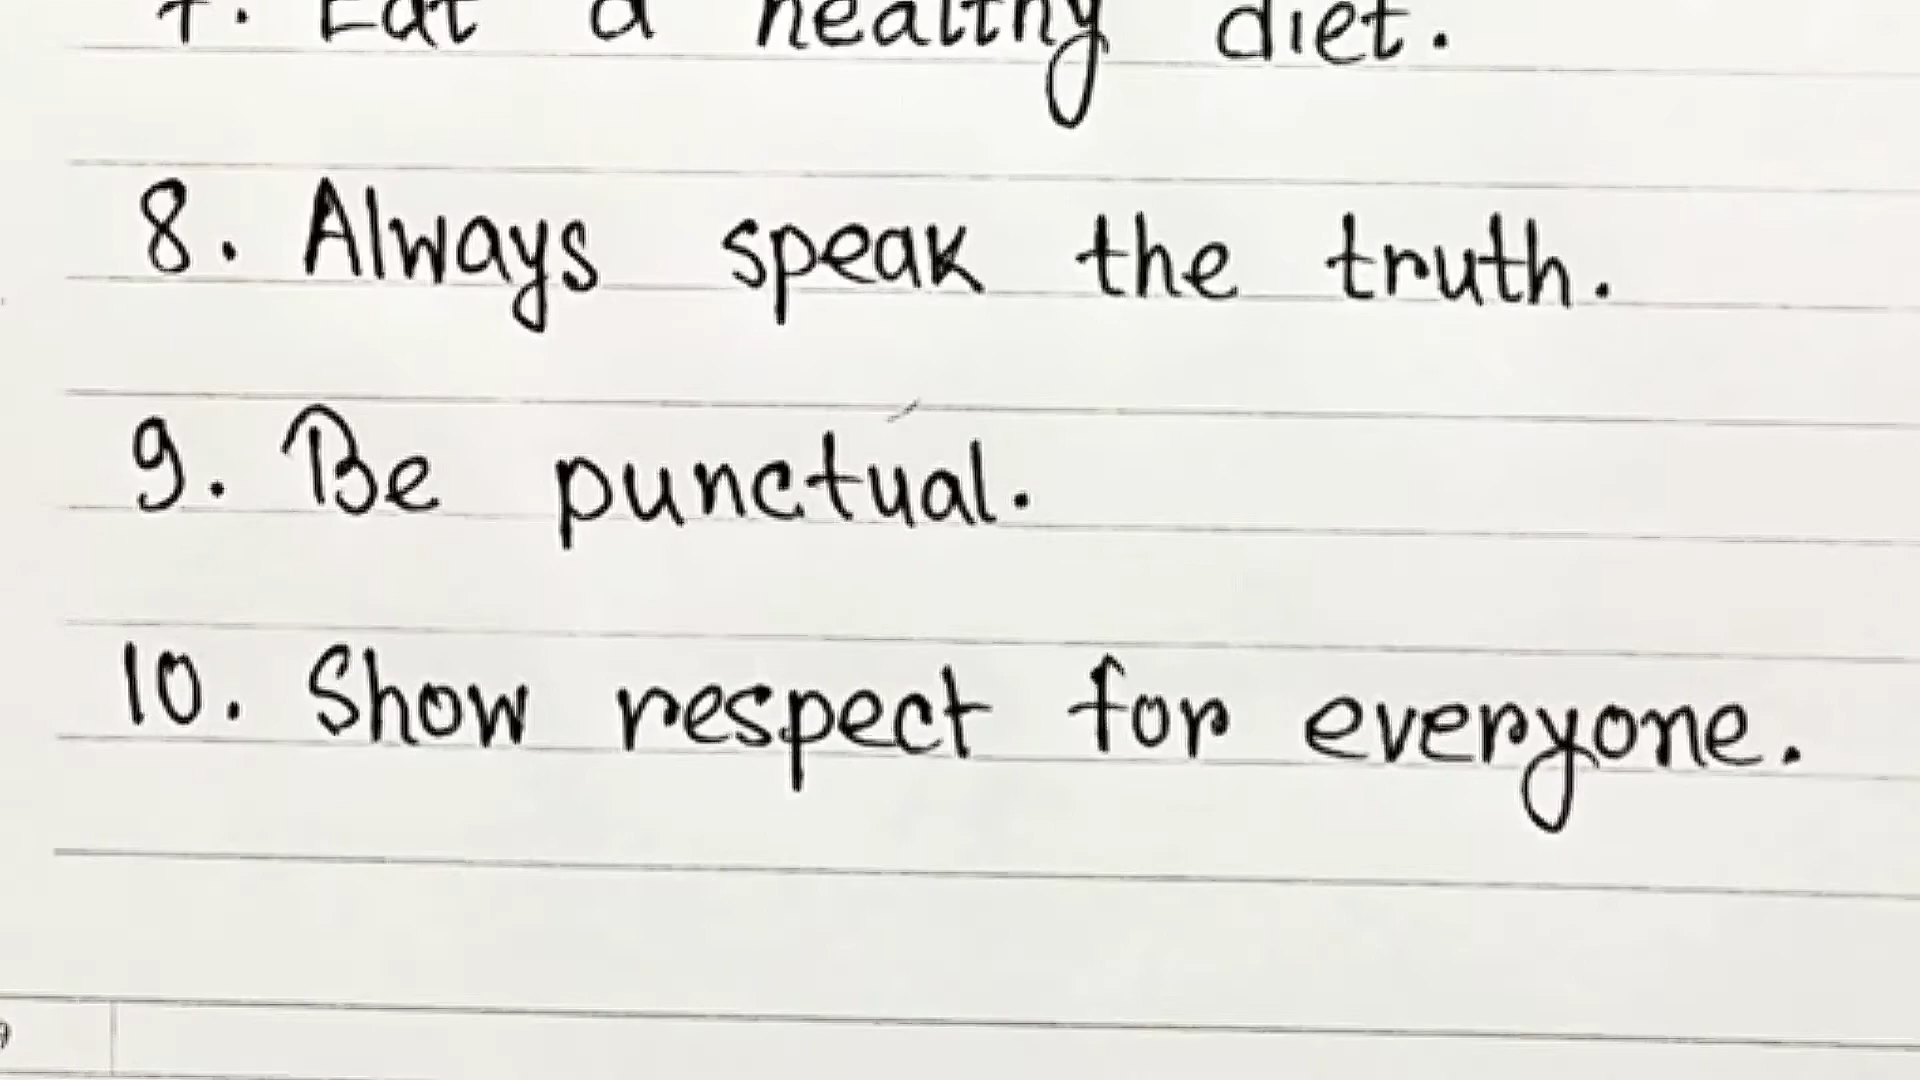 7. Eat a healthy diet.
8. Always speak the truth.
9. Be punctual.
10. Show respect for everyone.